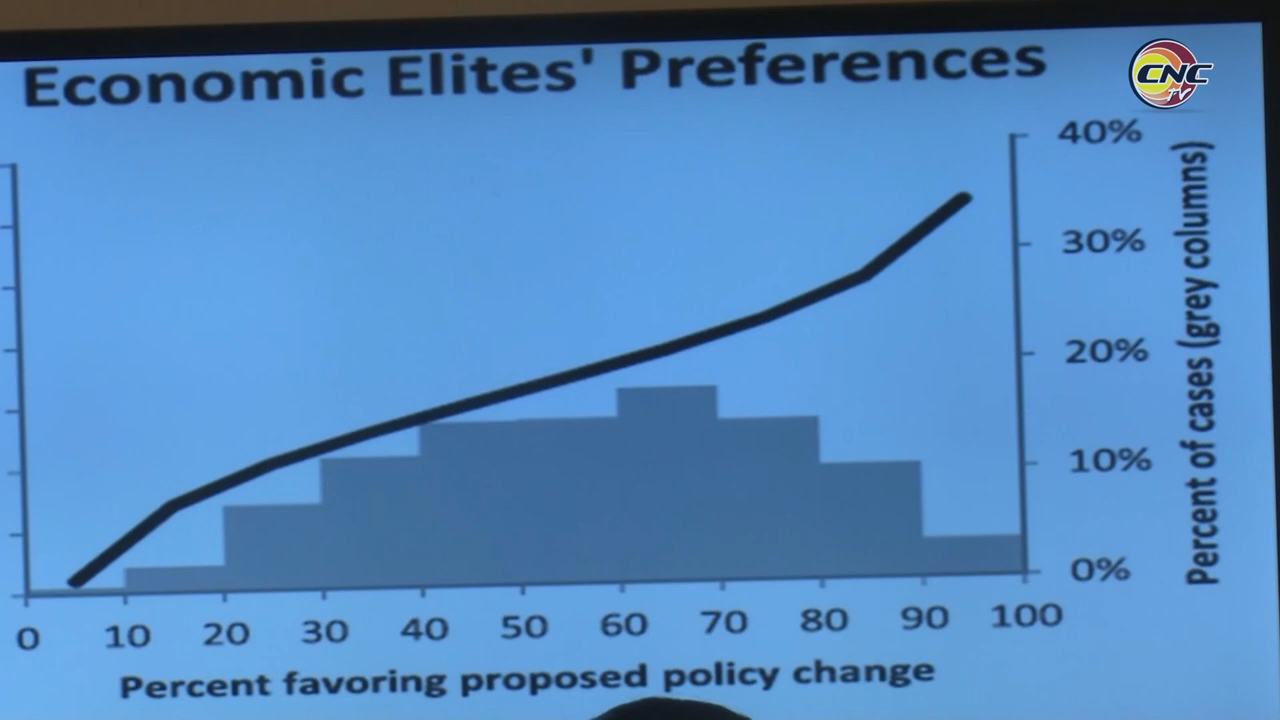 Economic Elites' Preferences
CNC
TV
40%
30%
20%
10%
0%
Percent of cases (grey columns)
0 10 20 30 40 50 60 70 80 90 100
Percent favoring proposed policy change